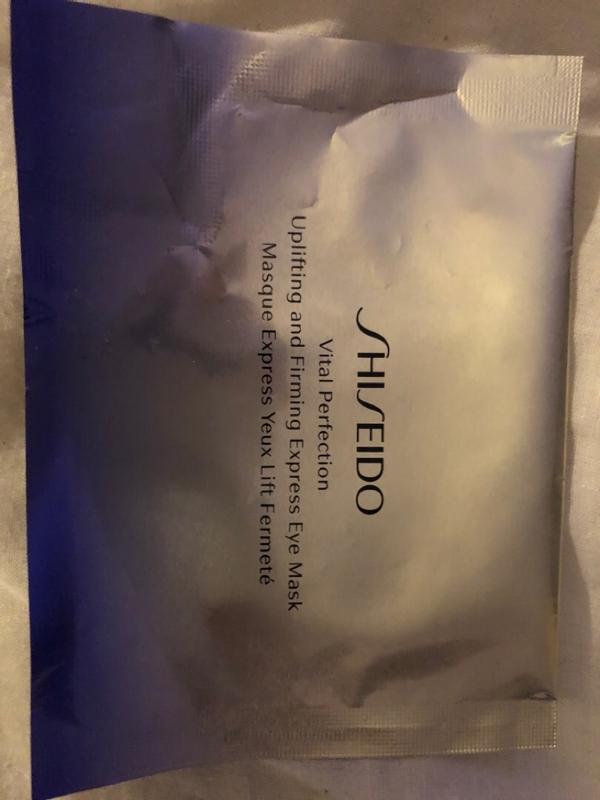 SHISEIDO
Vital Perfection
Uplifting and Firming Express Eye Mask
Masque Express Yeux Lift Fermeté